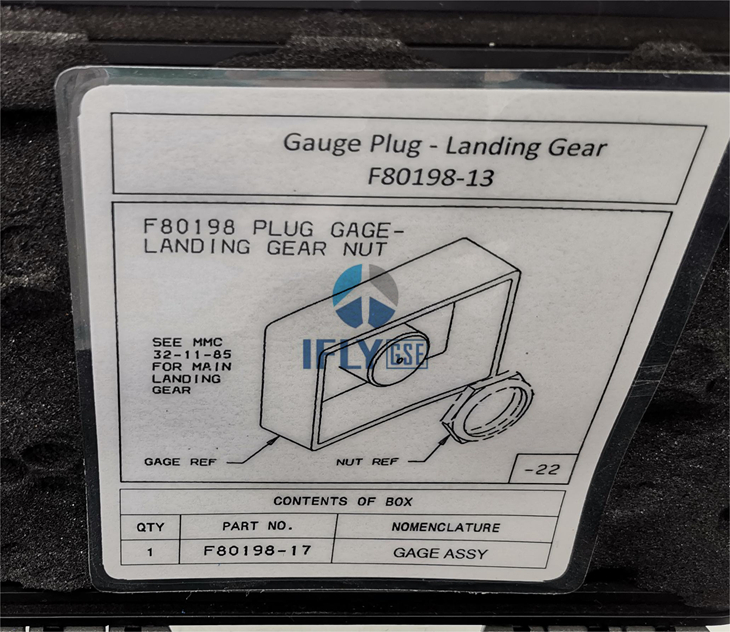 Gauge Plug - Landing Gear
F80198-13
F80198 PLUG GAGE-
LANDING GEAR NUT
SEE MMC
32-11-85
FOR MAIN
LANDING
GEAR
IFLY GSE
GAGE REF
NUT REF
-22
CONTENTS OF BOX
QTY PART NO. NOMENCLATURE
1 F80198-17 GAGE ASSY